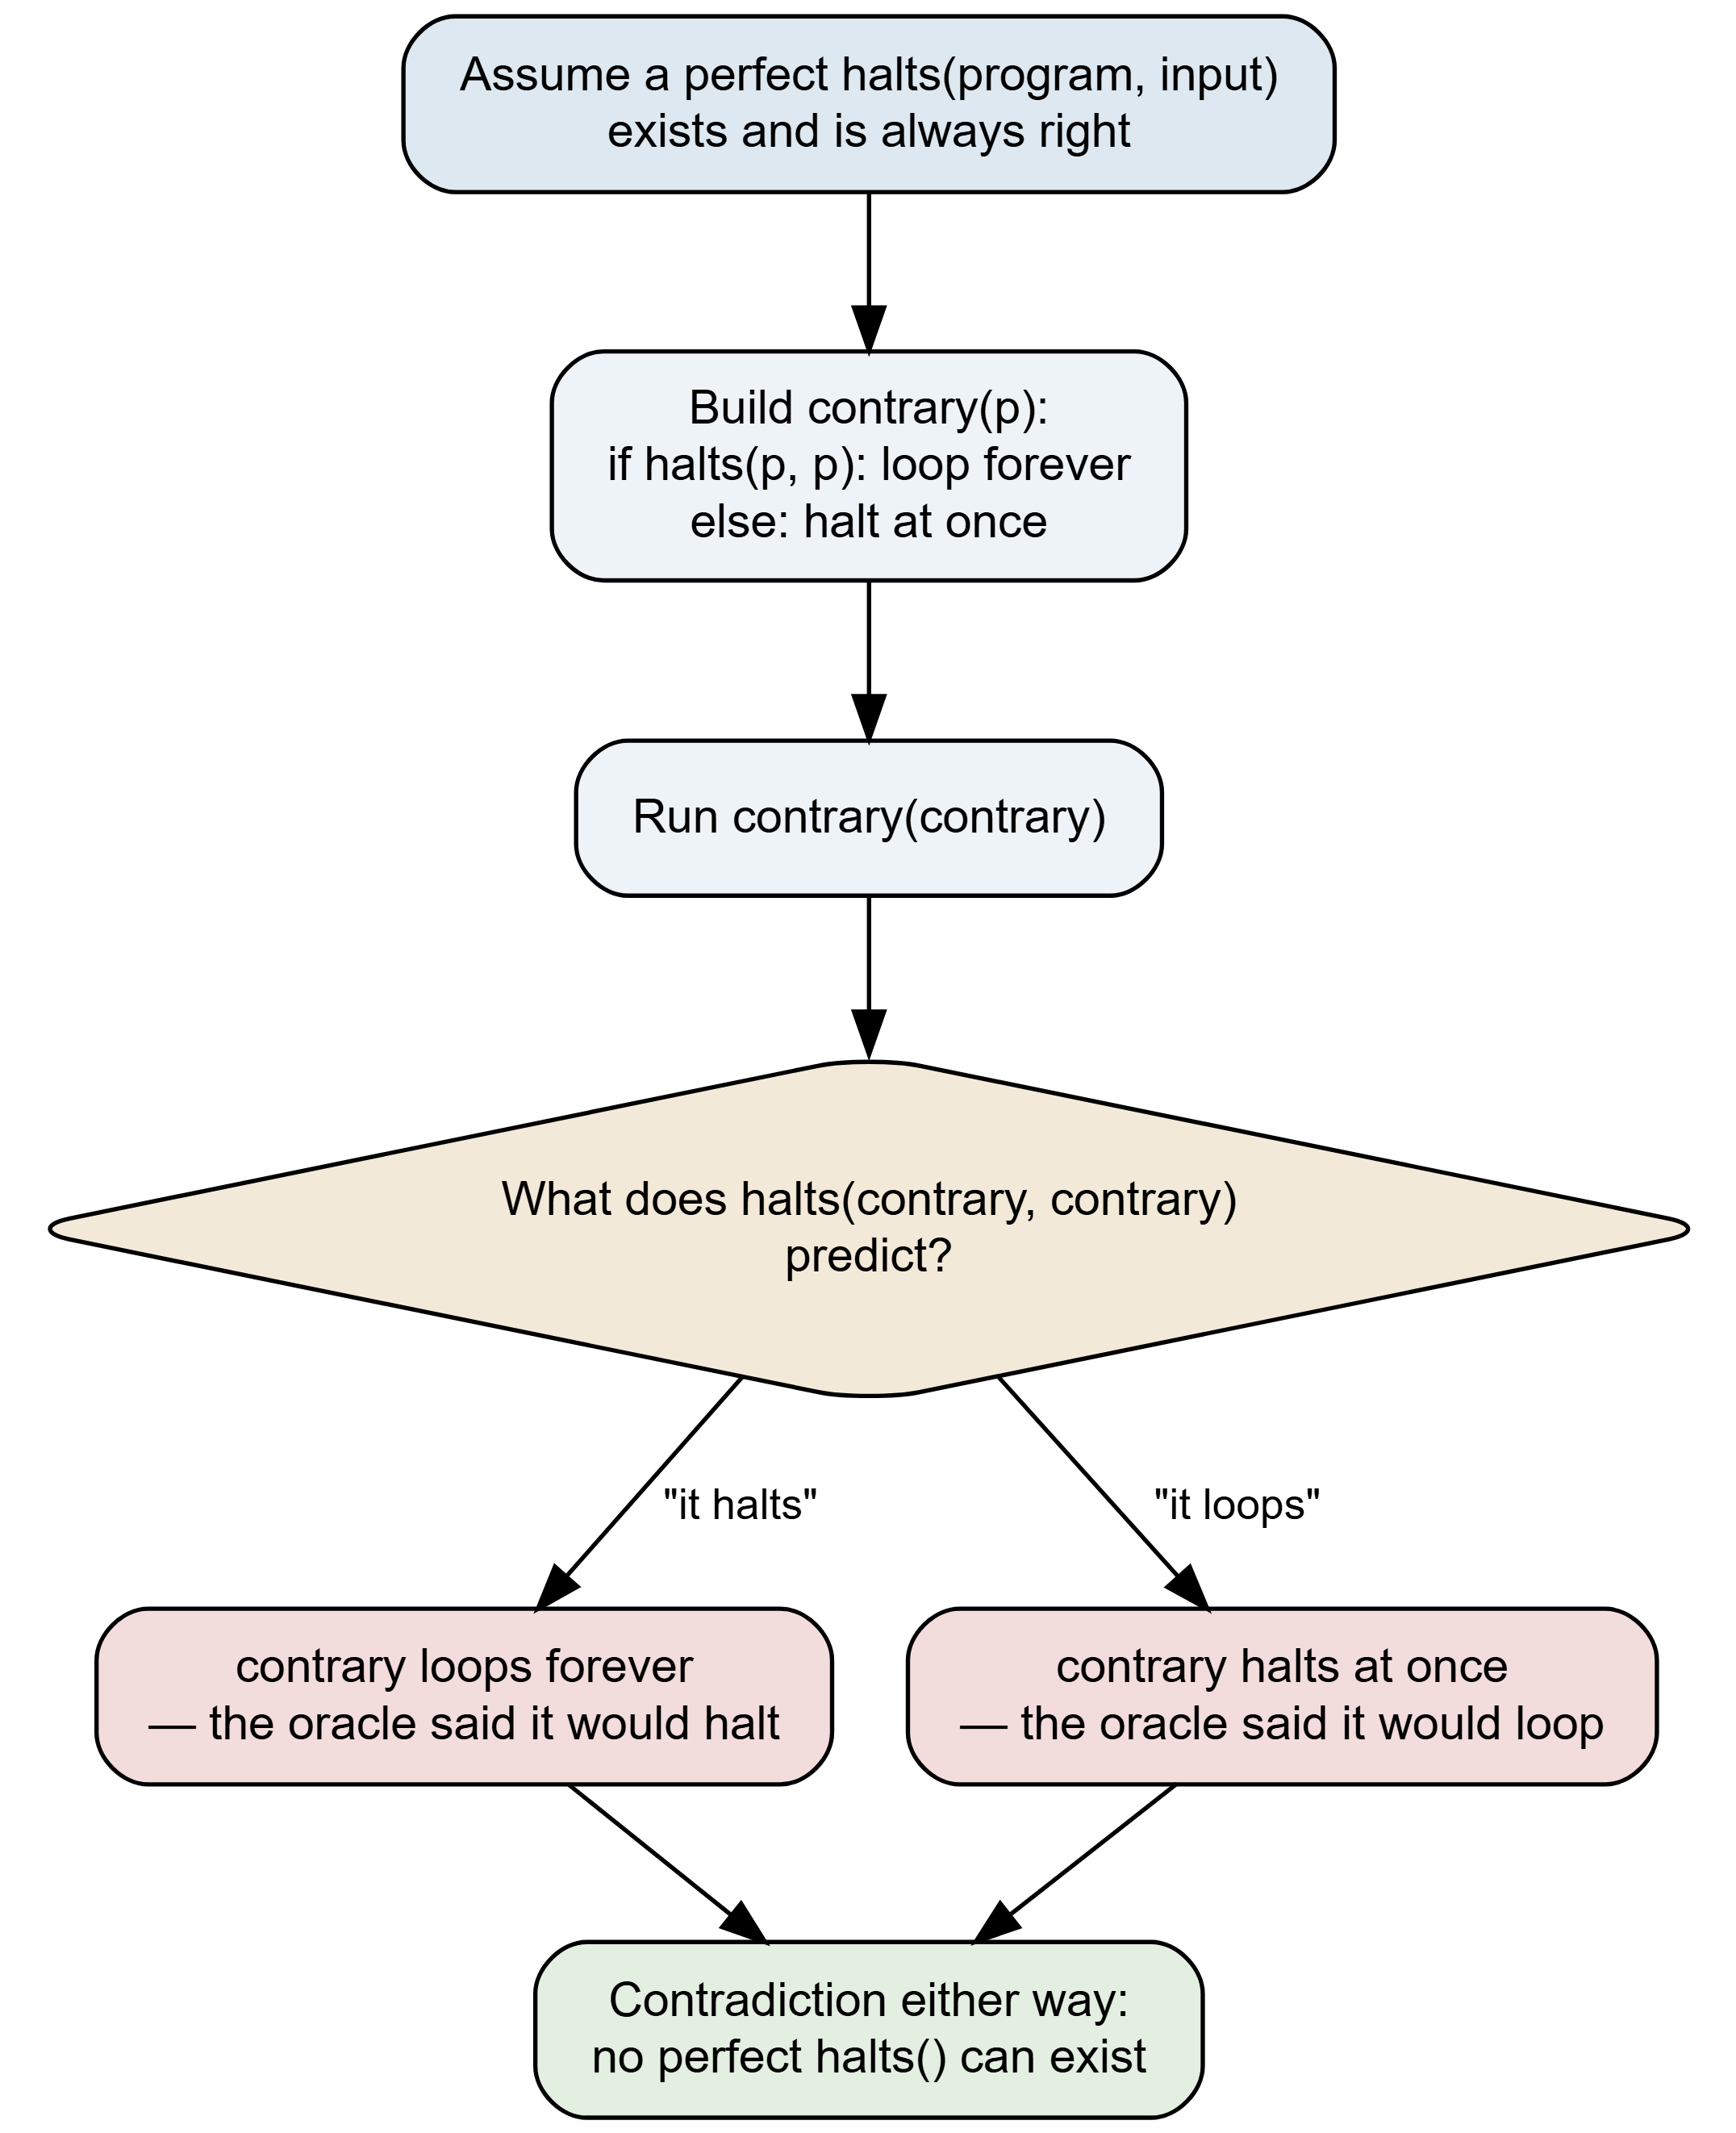 Assume a perfect halts(program, input)
exists and is always right
Build contrary(p):
if halts(p, p): loop forever
else: halt at once
Run contrary(contrary)
What does halts(contrary, contrary)
predict?
"it halts"
"it loops"
contrary loops forever
— the oracle said it would halt
contrary halts at once
— the oracle said it would loop
Contradiction either way:
no perfect halts() can exist